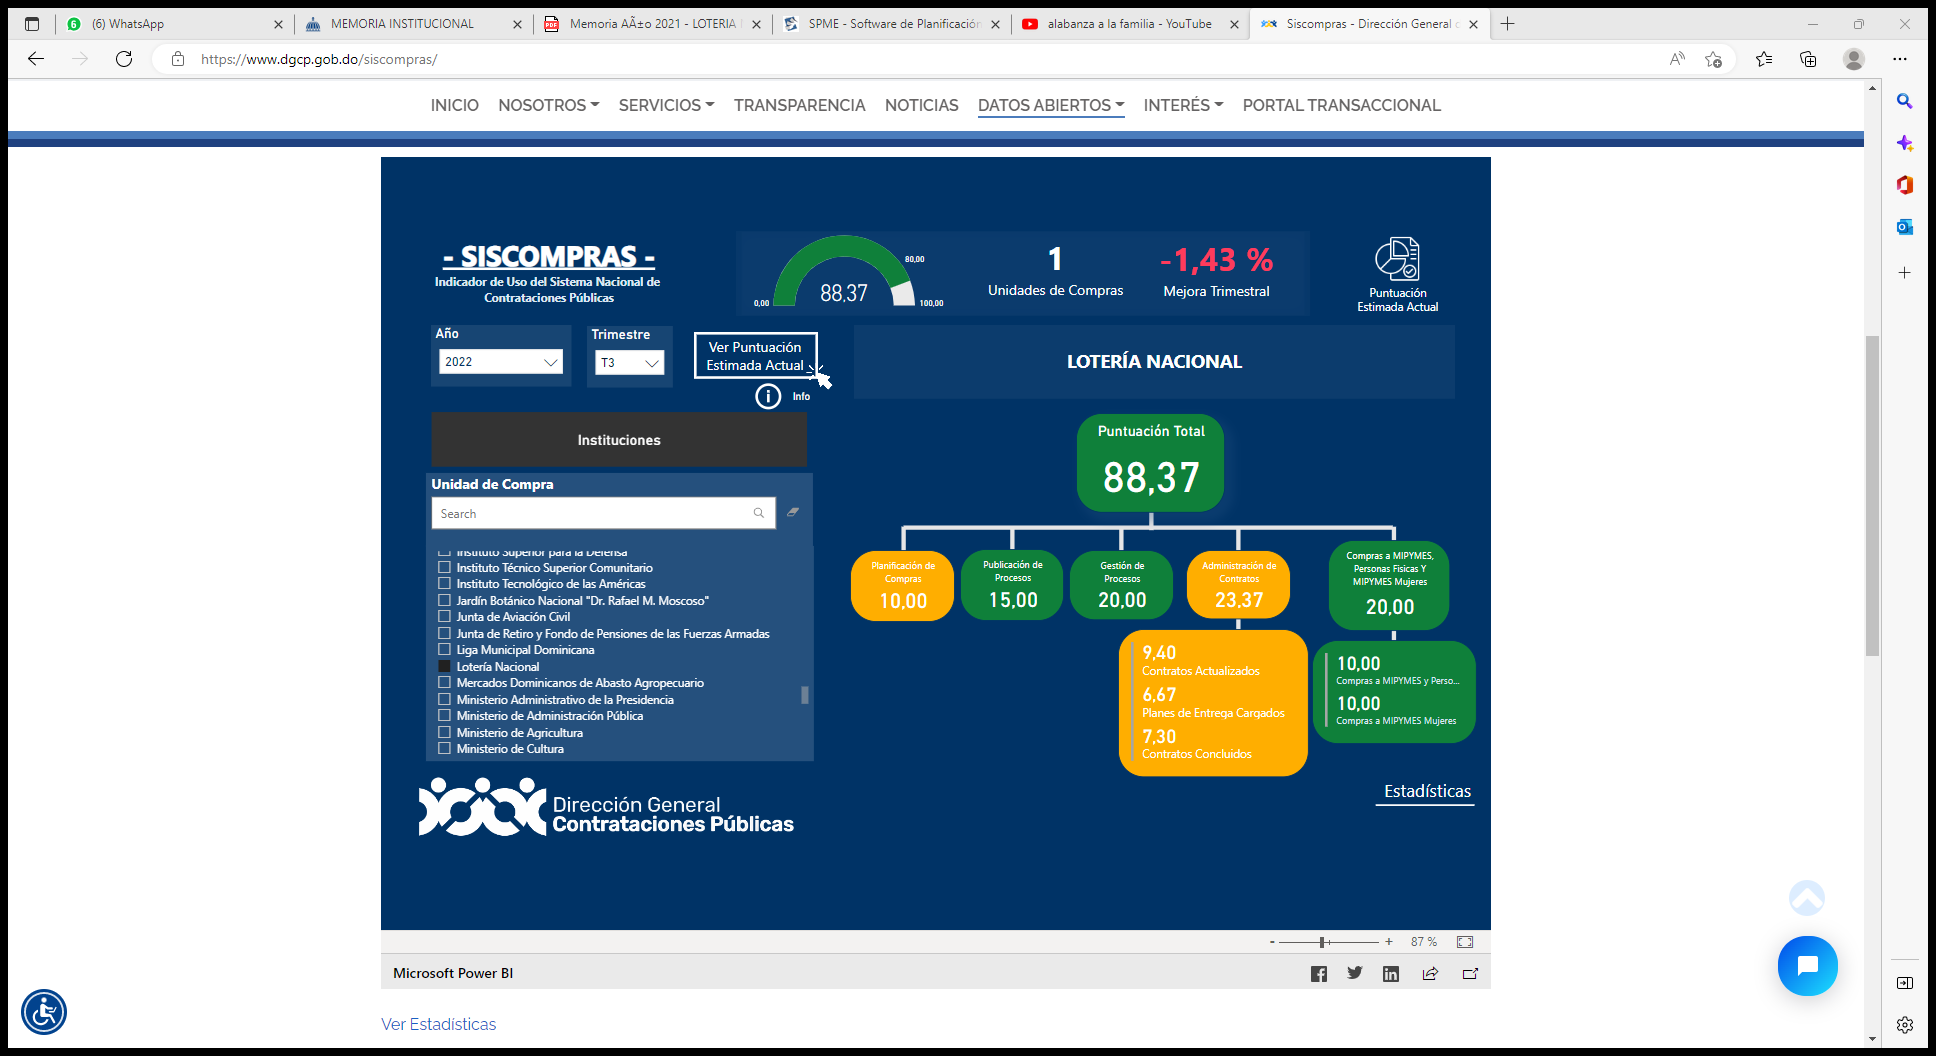 (6) WhatsApp
MEMORIA INSTITUCIONAL
Memoria AÃ±o 2021 - LOTERIA
SPME - Software de Planificación
alabanza a la familia - YouTube
Siscompras - Dirección General
https://www.dgcp.gob.do/siscompras/
INICIO NOSOTROS SERVICIOS TRANSPARENCIA NOTICIAS DATOS ABIERTOS INTERÉS PORTAL TRANSACCIONAL
- SISCOMPRAS -
Indicador de Uso del Sistema Nacional de
Contrataciones Públicas
0,00
88,37
80,00
100,00
1
Unidades de Compras
-1,43 %
Mejora Trimestral
Puntuación
Estimada Actual
Año
2022
Trimestre
T3
Ver Puntuación
Estimada Actual
i Info
LOTERÍA NACIONAL
Instituciones
Unidad de Compra
Search
Instituto Superior para la Defensa
Instituto Técnico Superior Comunitario
Instituto Tecnológico de las Américas
Jardín Botánico Nacional "Dr. Rafael M. Moscoso"
Junta de Aviación Civil
Junta de Retiro y Fondo de Pensiones de las Fuerzas Armadas
Liga Municipal Dominicana
Lotería Nacional
Mercados Dominicanos de Abasto Agropecuario
Ministerio Administrativo de la Presidencia
Ministerio de Administración Pública
Ministerio de Agricultura
Ministerio de Cultura
Puntuación Total
88,37
Planificación de
Compras
10,00
Publicación de
Procesos
15,00
Gestión de
Procesos
20,00
Administración de
Contratos
23,37
Compras a MIPYMES,
Personas Fisicas Y
MIPYMES Mujeres
20,00
9,40
Contratos Actualizados
6,67
Planes de Entrega Cargados
7,30
Contratos Concluidos
10,00
Compras a MIPYMES y Perso...
10,00
Compras a MIPYMES Mujeres
Dirección General
Contrataciones Públicas
Estadísticas
- + 87 %
Microsoft Power BI
Ver Estadísticas